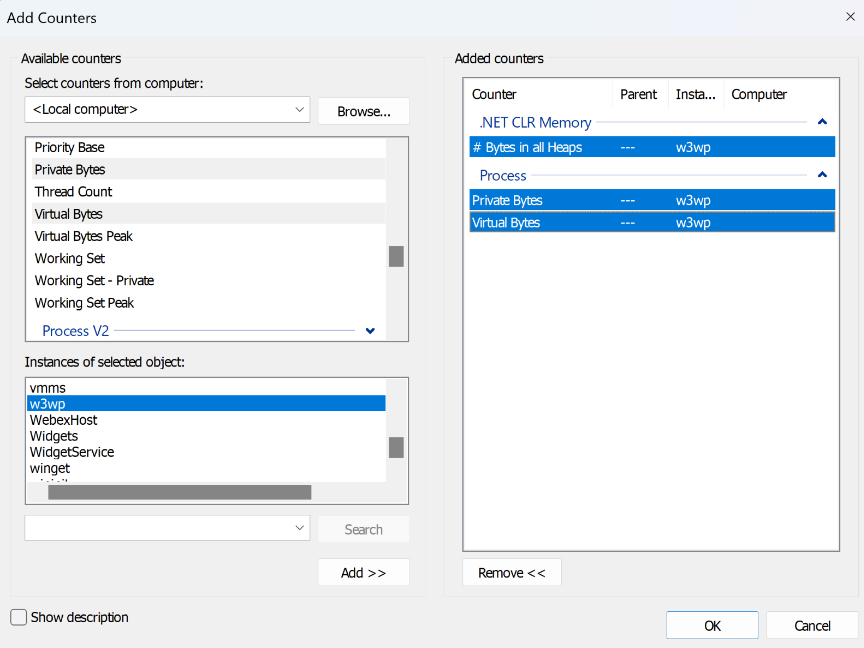 Add Counters
Available counters
Select counters from computer:
<Local computer>
Browse...
Priority Base
Private Bytes
Thread Count
Virtual Bytes
Virtual Bytes Peak
Working Set
Working Set - Private
Working Set Peak
Process V2
Instances of selected object:
vmms
w3wp
WebexHost
Widgets
WidgetService
winget
Search
Add >>
Show description
Added counters
Counter Parent Insta... Computer
.NET CLR Memory
# Bytes in all Heaps --- w3wp
Process
Private Bytes --- w3wp
Virtual Bytes --- w3wp
Remove <<
OK
Cancel